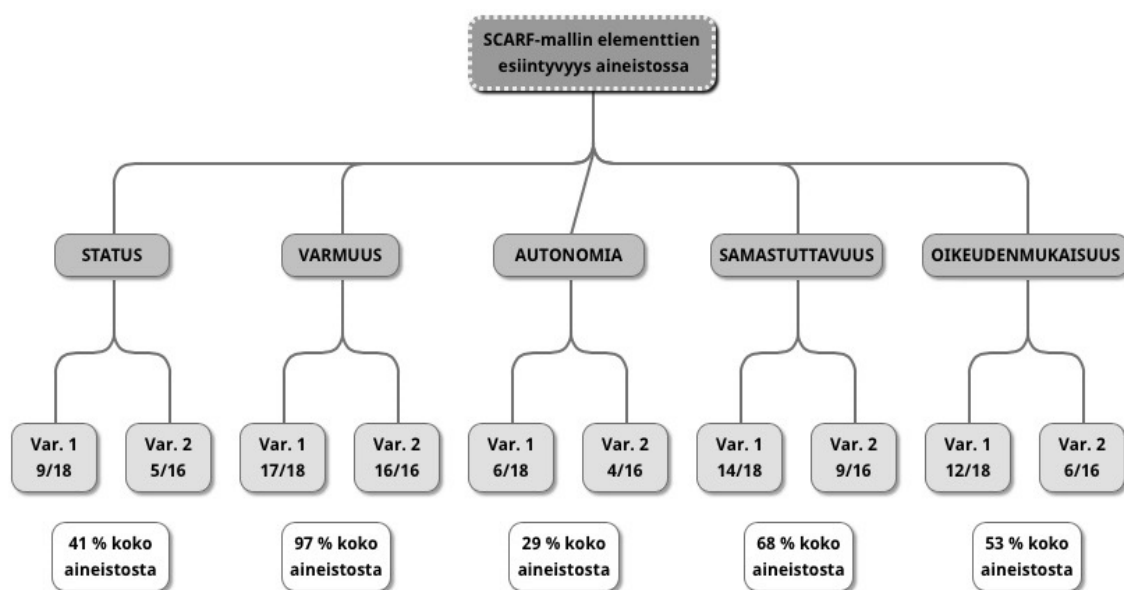 SCARF-mallin elementtien
esiintyvyys aineistossa
STATUS
VARMUUS
AUTONOMIA
SAMASTUTTAVUUS
OIKEUDENMUKAISUUS
Var. 1
9/18
Var. 2
5/16
Var. 1
17/18
Var. 2
16/16
Var. 1
6/18
Var. 2
4/16
Var. 1
14/18
Var. 2
9/16
Var. 1
12/18
Var. 2
6/16
41 % koko
aineistosta
97 % koko
aineistosta
29 % koko
aineistosta
68 % koko
aineistosta
53 % koko
aineistosta